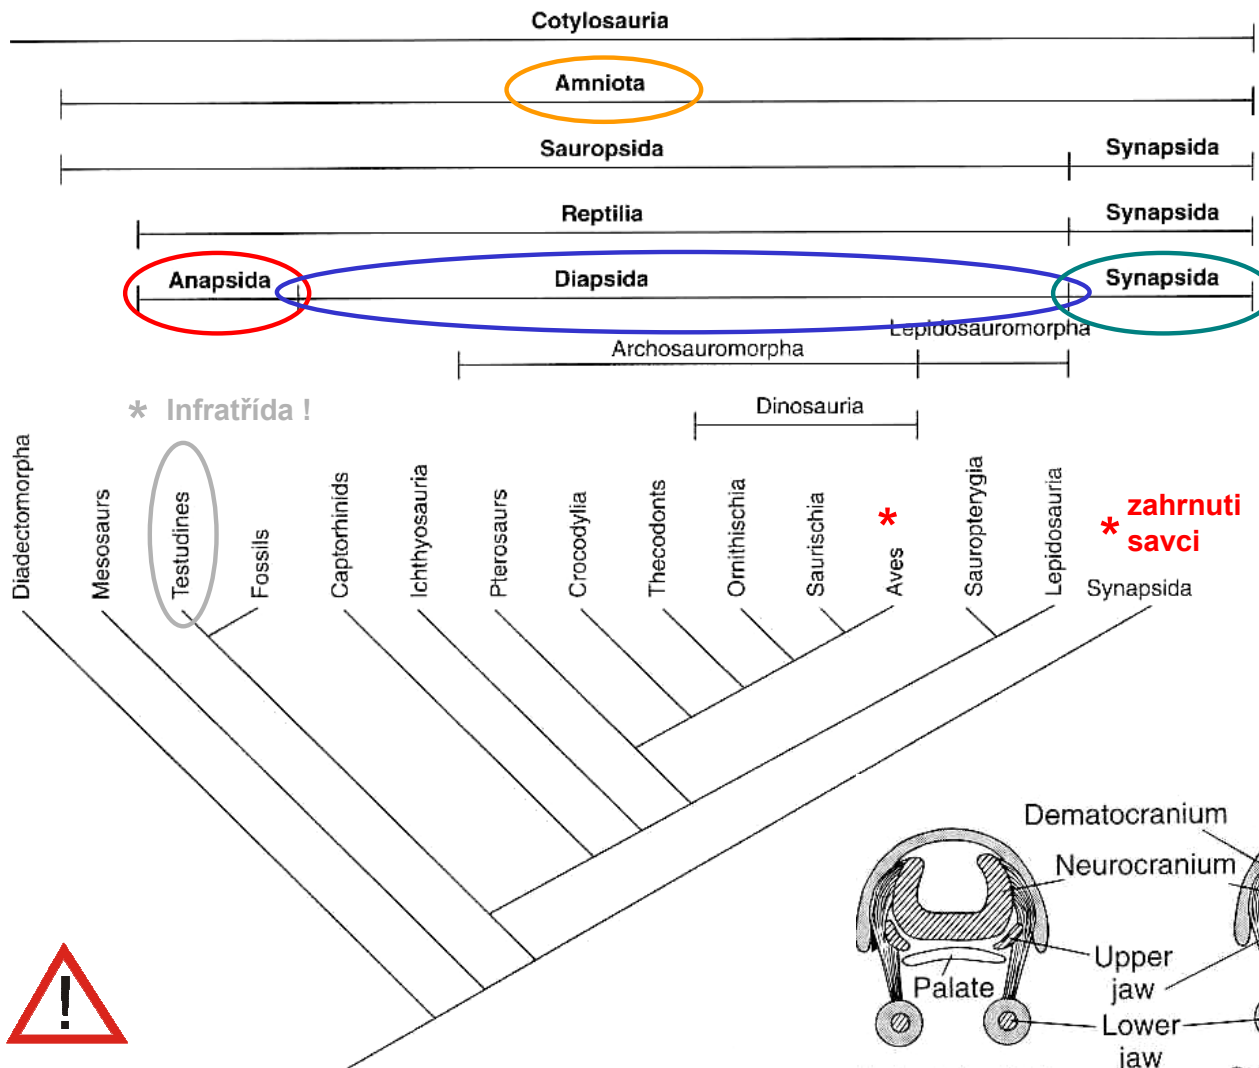 Cotylosauria
Amniota
Sauropsida Synapsida
Reptilia Synapsida
Anapsida Diapsida Synapsida
Lepidosauromorpha
Archosauromorpha
Dinosauria
* Infratřída !
Diadectomorpha
Mesosaurs
Testudines
Fossils
Captorhinids
Ichthyosauria
Pterosaurs
Crocodylia
Thecodonts
Ornithischia
Saurischia
Aves
*
Sauropterygia
Lepidosauria
* zahrnuti
savci
Synapsida
Dematocranium
Neurocranium
Upper
jaw
Palate
Lower
jaw
!